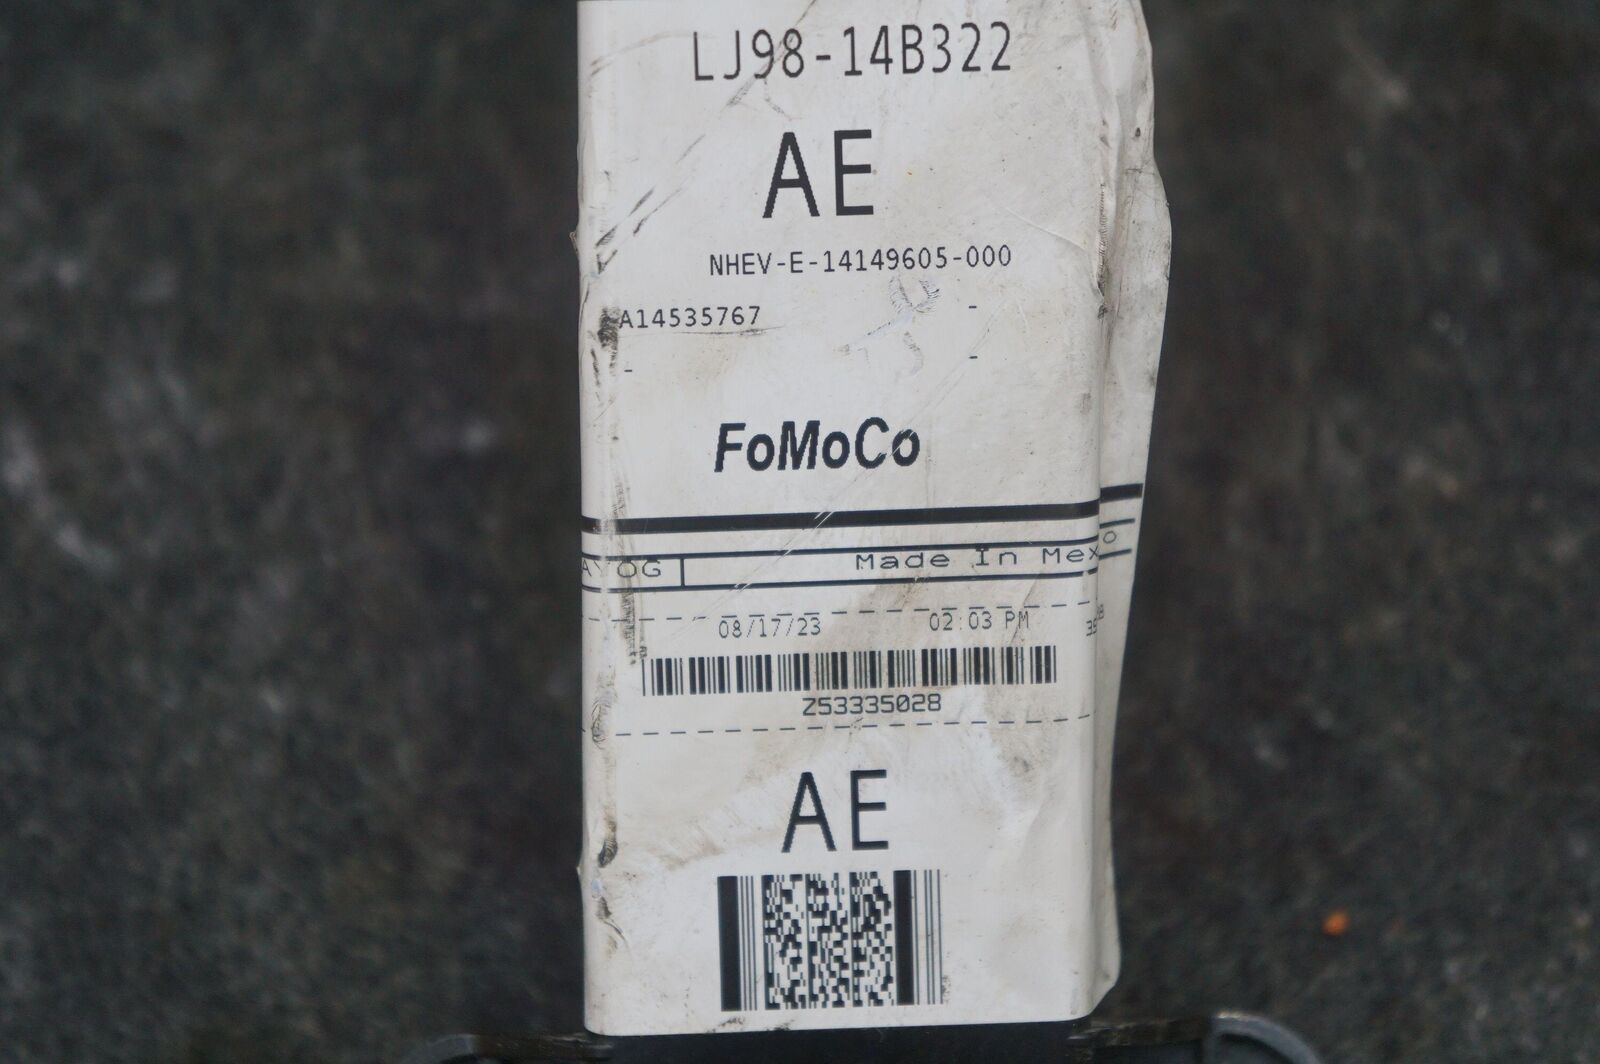 LJ98-14B322
AE
NHEV-E-14149605-000
A14535767 -
- -
FoMoCo
OG Made In Mex o
08/17/23 02:03 PM
Z53335028
AE